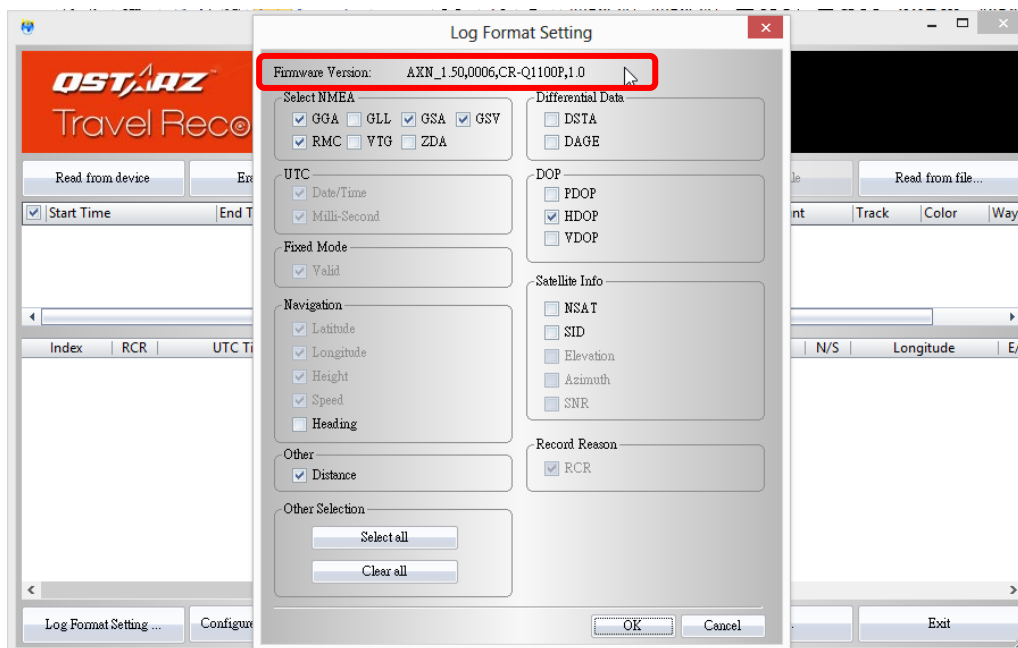 Log Format Setting
QSTARZ
Travel Rec
Firmware Version: AXN_1.50,0006,CR-Q1100P,1.0
Select NMEA
GGA GLL GSA GSV
RMC VTG ZDA
Differential Data
DSTA
DAGE
UTC
Date/Time
Milli-Second
DOP
PDOP
HDOP
VDOP
Fixed Mode
Valid
Satellite Info
NSAT
SID
Elevation
Azimuth
SNR
Navigation
Latitude
Longitude
Height
Speed
Heading
Record Reason
RCR
Other
Distance
Other Selection
Select all
Clear all
OK Cancel
Read from device Read from file...
Start Time End T Track Color Way
Index RCR UTC Ti N/S Longitude E/
Log Format Setting ... Configure Exit